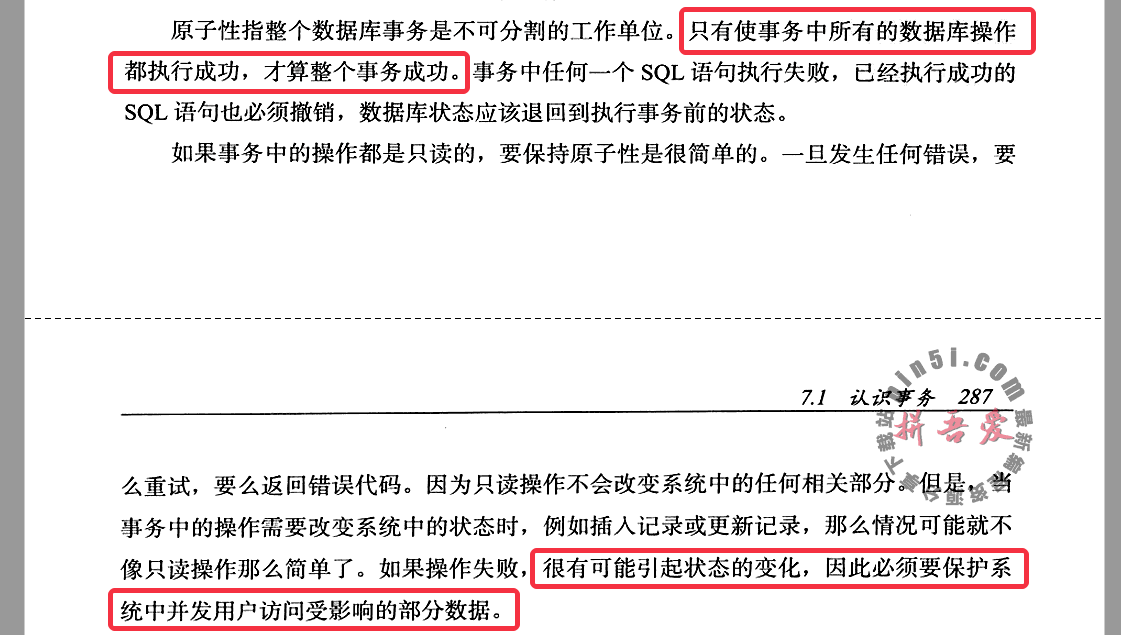 原子性指整个数据库事务是不可分割的工作单位。只有使事务中所有的数据库操作
都执行成功，才算整个事务成功。事务中任何一个 SQL 语句执行失败，已经执行成功的
SQL 语句也必须撤销，数据库状态应该退回到执行事务前的状态。
如果事务中的操作都是只读的，要保持原子性是很简单的。一旦发生任何错误，要
7.1 认识事务 287
拼吾爱
么重试，要么返回错误代码。因为只读操作不会改变系统中的任何相关部分。但是，当
事务中的操作需要改变系统中的状态时，例如插入记录或更新记录，那么情况可能就不
像只读操作那么简单了。如果操作失败，很有可能引起状态的变化，因此必须要保护系
统中并发用户访问受影响的部分数据。